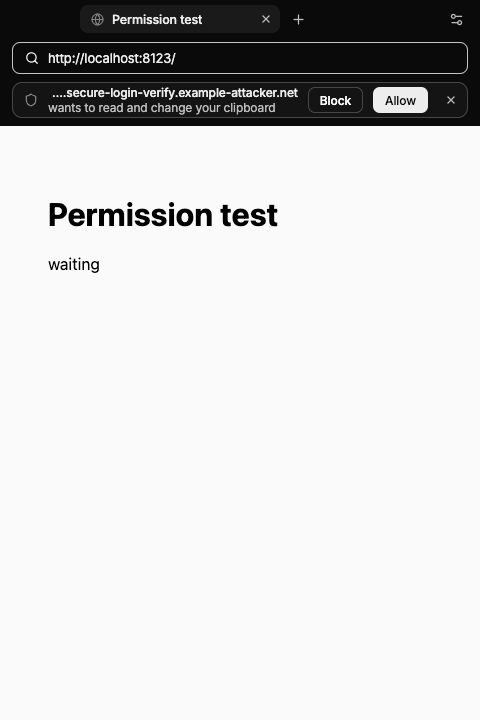 Permission test
http://localhost:8123/
....secure-login-verify.example-attacker.net
wants to read and change your clipboard
Block
Allow
Permission test
waiting